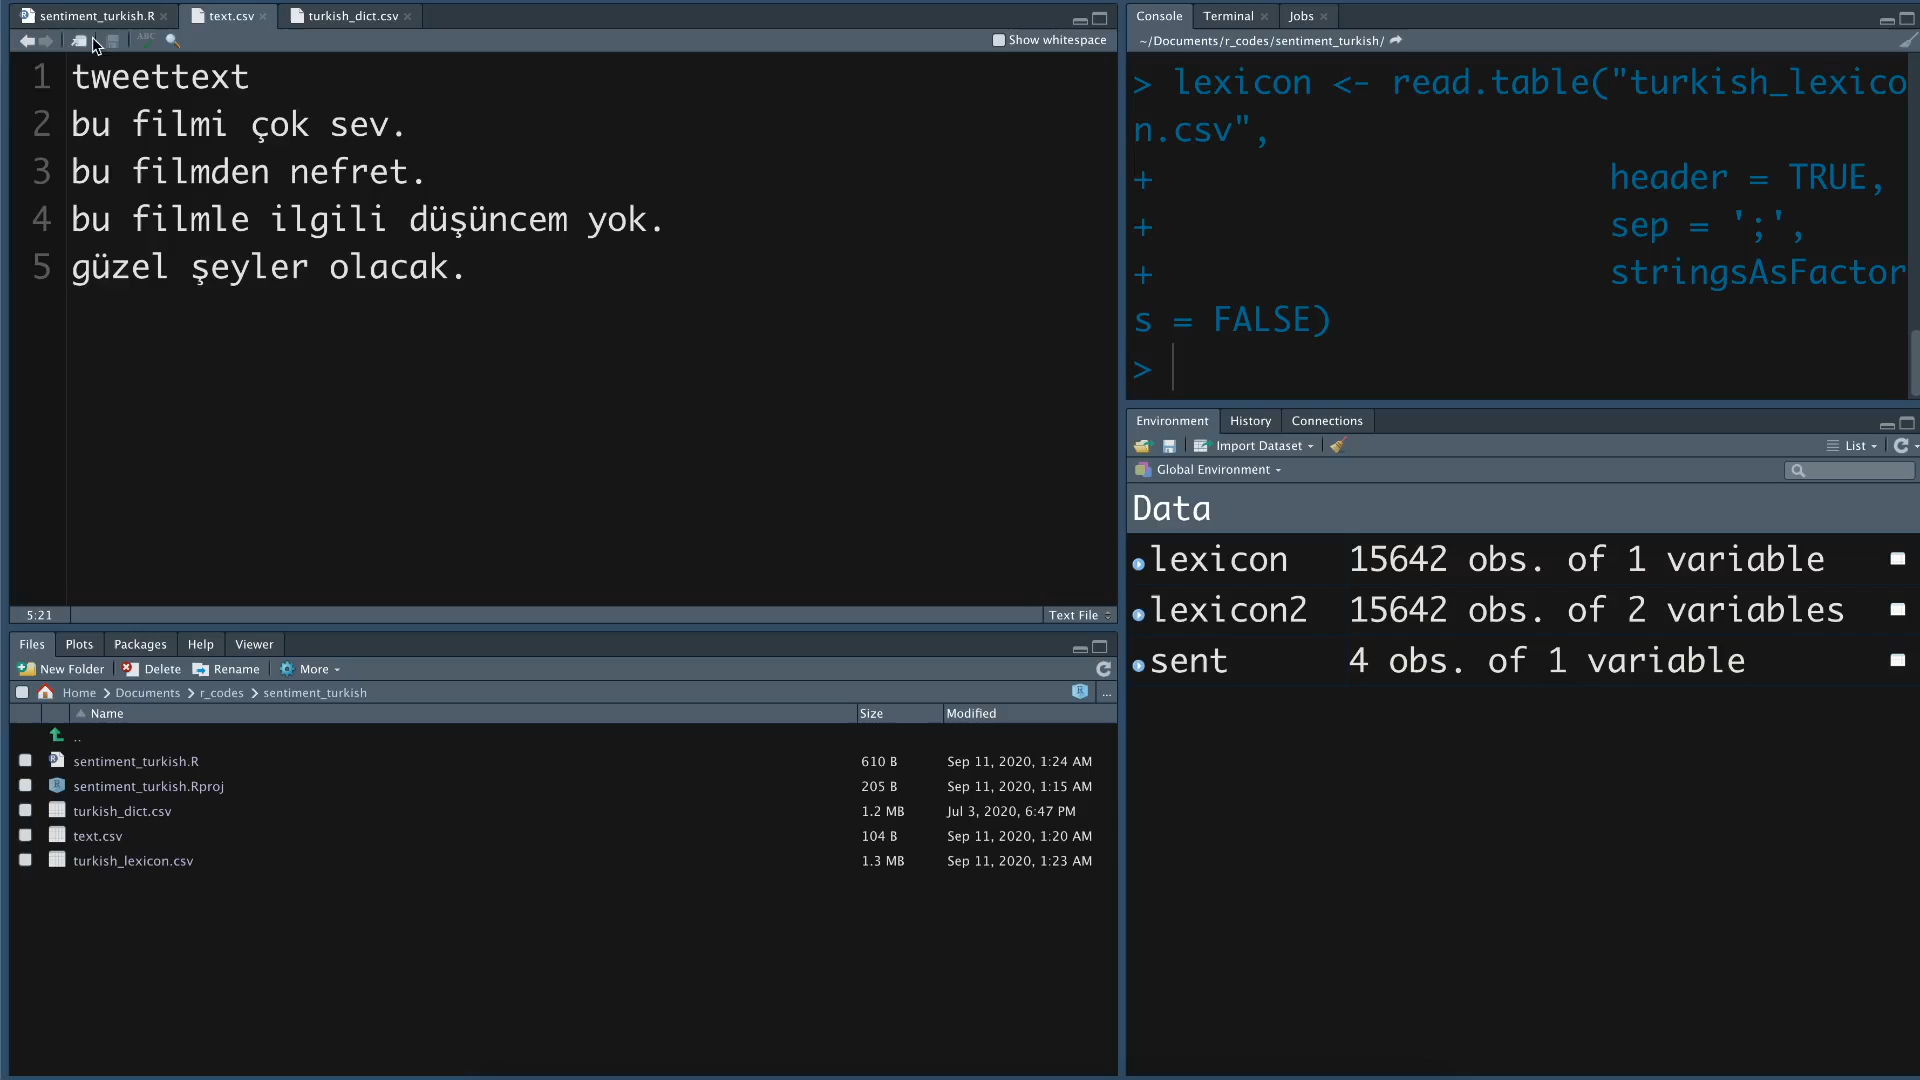 sentiment_turkish.R
text.csv
turkish_dict.csv
ABC
Show whitespace
1 tweettext
2 bu filmi çok sev.
3 bu filmden nefret.
4 bu filmle ilgili düşüncem yok.
5 güzel şeyler olacak.
5:21
Text File
Files Plots Packages Help Viewer
New Folder Delete Rename More
Home Documents r_codes sentiment_turkish
R
...
Name Size Modified
..
sentiment_turkish.R 610 B Sep 11, 2020, 1:24 AM
sentiment_turkish.Rproj 205 B Sep 11, 2020, 1:15 AM
turkish_dict.csv 1.2 MB Jul 3, 2020, 6:47 PM
text.csv 104 B Sep 11, 2020, 1:20 AM
turkish_lexicon.csv 1.3 MB Sep 11, 2020, 1:23 AM
Console Terminal Jobs
~/Documents/r_codes/sentiment_turkish/
> lexicon <- read.table("turkish_lexico
n.csv",
+ header = TRUE,
+ sep = ';',
+ stringsAsFactor
s = FALSE)
>
Environment History Connections
Import Dataset
List
Global Environment
Data
lexicon 15642 obs. of 1 variable
lexicon2 15642 obs. of 2 variables
sent 4 obs. of 1 variable